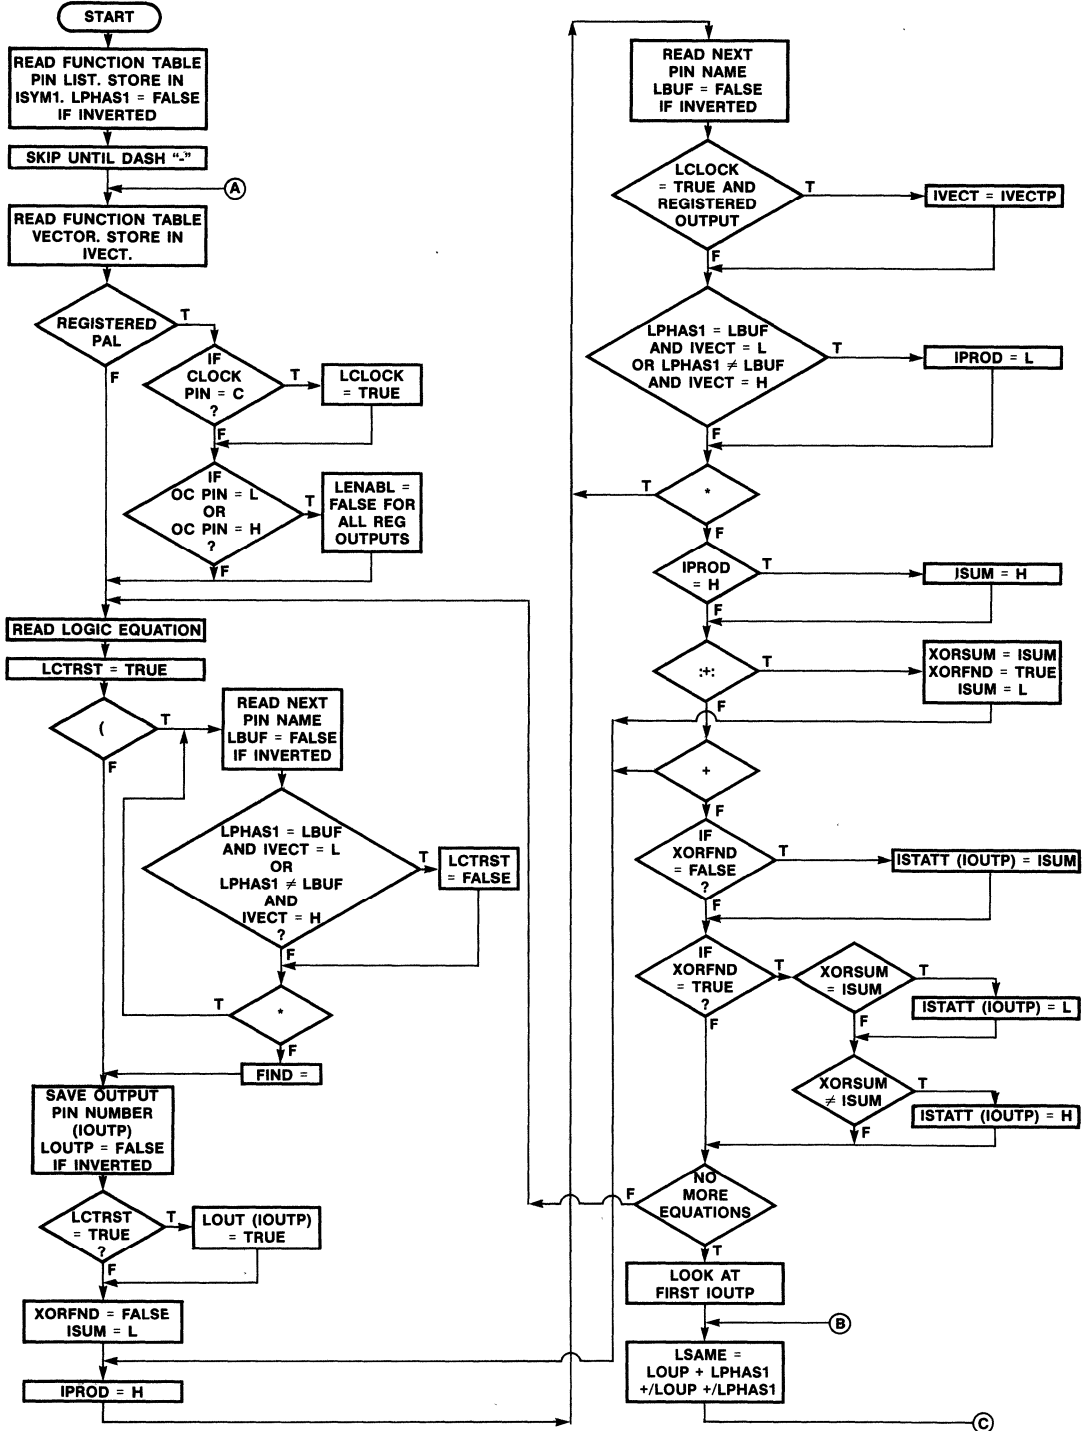 START
READ FUNCTION TABLE
PIN LIST. STORE IN
ISYM1. LPHAS1 = FALSE
IF INVERTED
SKIP UNTIL DASH "-"
A
READ FUNCTION TABLE
VECTOR. STORE IN
IVECT.
REGISTERED
PAL
T
F
IF
CLOCK
PIN = C
?
T
LCLOCK
= TRUE
F
IF
OC PIN = L
OR
OC PIN = H
?
T
LENABL =
FALSE FOR
ALL REG
OUTPUTS
F
READ LOGIC EQUATION
LCTRST = TRUE
(
T
F
READ NEXT
PIN NAME
LBUF = FALSE
IF INVERTED
LPHAS1 = LBUF
AND IVECT = L
OR
LPHAS1 ≠ LBUF
AND
IVECT = H
?
T
LCTRST
= FALSE
F
*
T
F
FIND =
SAVE OUTPUT
PIN NUMBER
(IOUTP)
LOUTP = FALSE
IF INVERTED
LCTRST
= TRUE
?
T
LOUT (IOUTP)
= TRUE
F
XORFND = FALSE
ISUM = L
IPROD = H
READ NEXT
PIN NAME
LBUF = FALSE
IF INVERTED
LCLOCK
= TRUE AND
REGISTERED
OUTPUT
T
IVECT = IVECTP
F
LPHAS1 = LBUF
AND IVECT = L
OR LPHAS1 ≠ LBUF
AND IVECT = H
T
IPROD = L
F
*
T
F
IPROD
= H
T
ISUM = H
F
:+:
T
XORSUM = ISUM
XORFND = TRUE
ISUM = L
F
+
F
IF
XORFND
= FALSE
?
T
ISTATT (IOUTP) = ISUM
F
IF
XORFND
= TRUE
?
T
F
XORSUM
= ISUM
T
ISTATT (IOUTP) = L
F
XORSUM
≠ ISUM
T
ISTATT (IOUTP) = H
F
NO
MORE
EQUATIONS
F
T
LOOK AT
FIRST IOUTP
B
LSAME =
LOUP + LPHAS1
+/LOUP +/LPHAS1
C